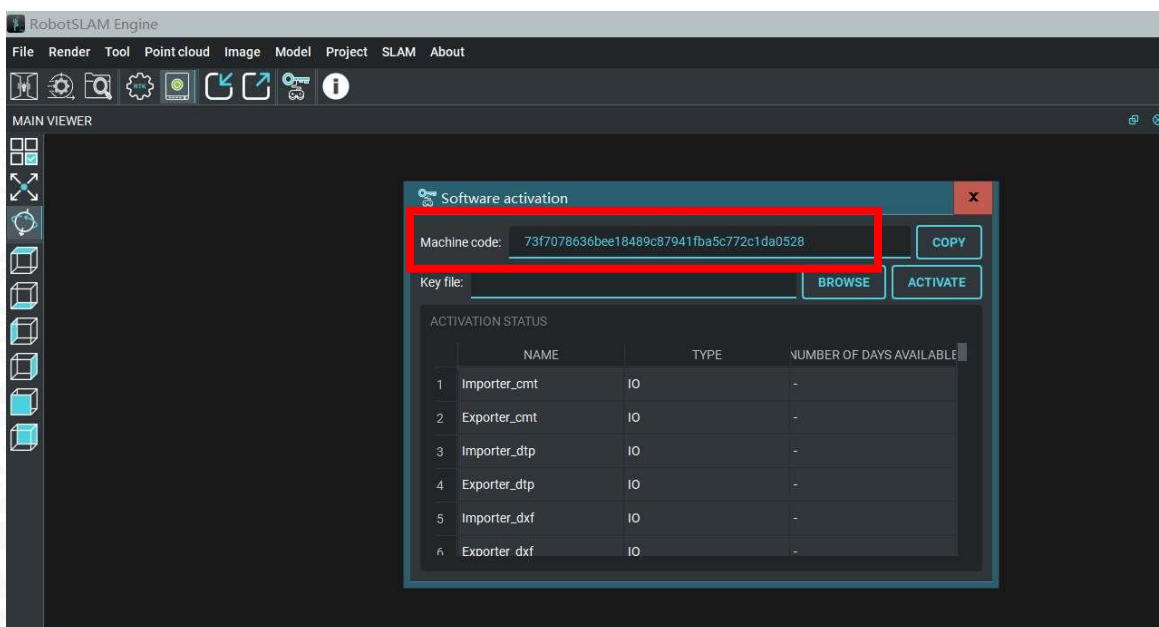 RobotSLAM Engine
File Render Tool Point cloud Image Model Project SLAM About
RTK
MAIN VIEWER
Software activation
X
Machine code: 73f7078636bee18489c87941fba5c772c1da0528 COPY
Key file: BROWSE ACTIVATE
ACTIVATION STATUS
NAME TYPE NUMBER OF DAYS AVAILABLE
1 Importer_cmt IO -
2 Exporter_cmt IO -
3 Importer_dtp IO -
4 Exporter_dtp IO -
5 Importer_dxf IO -
6 Exporter_dxf IO -